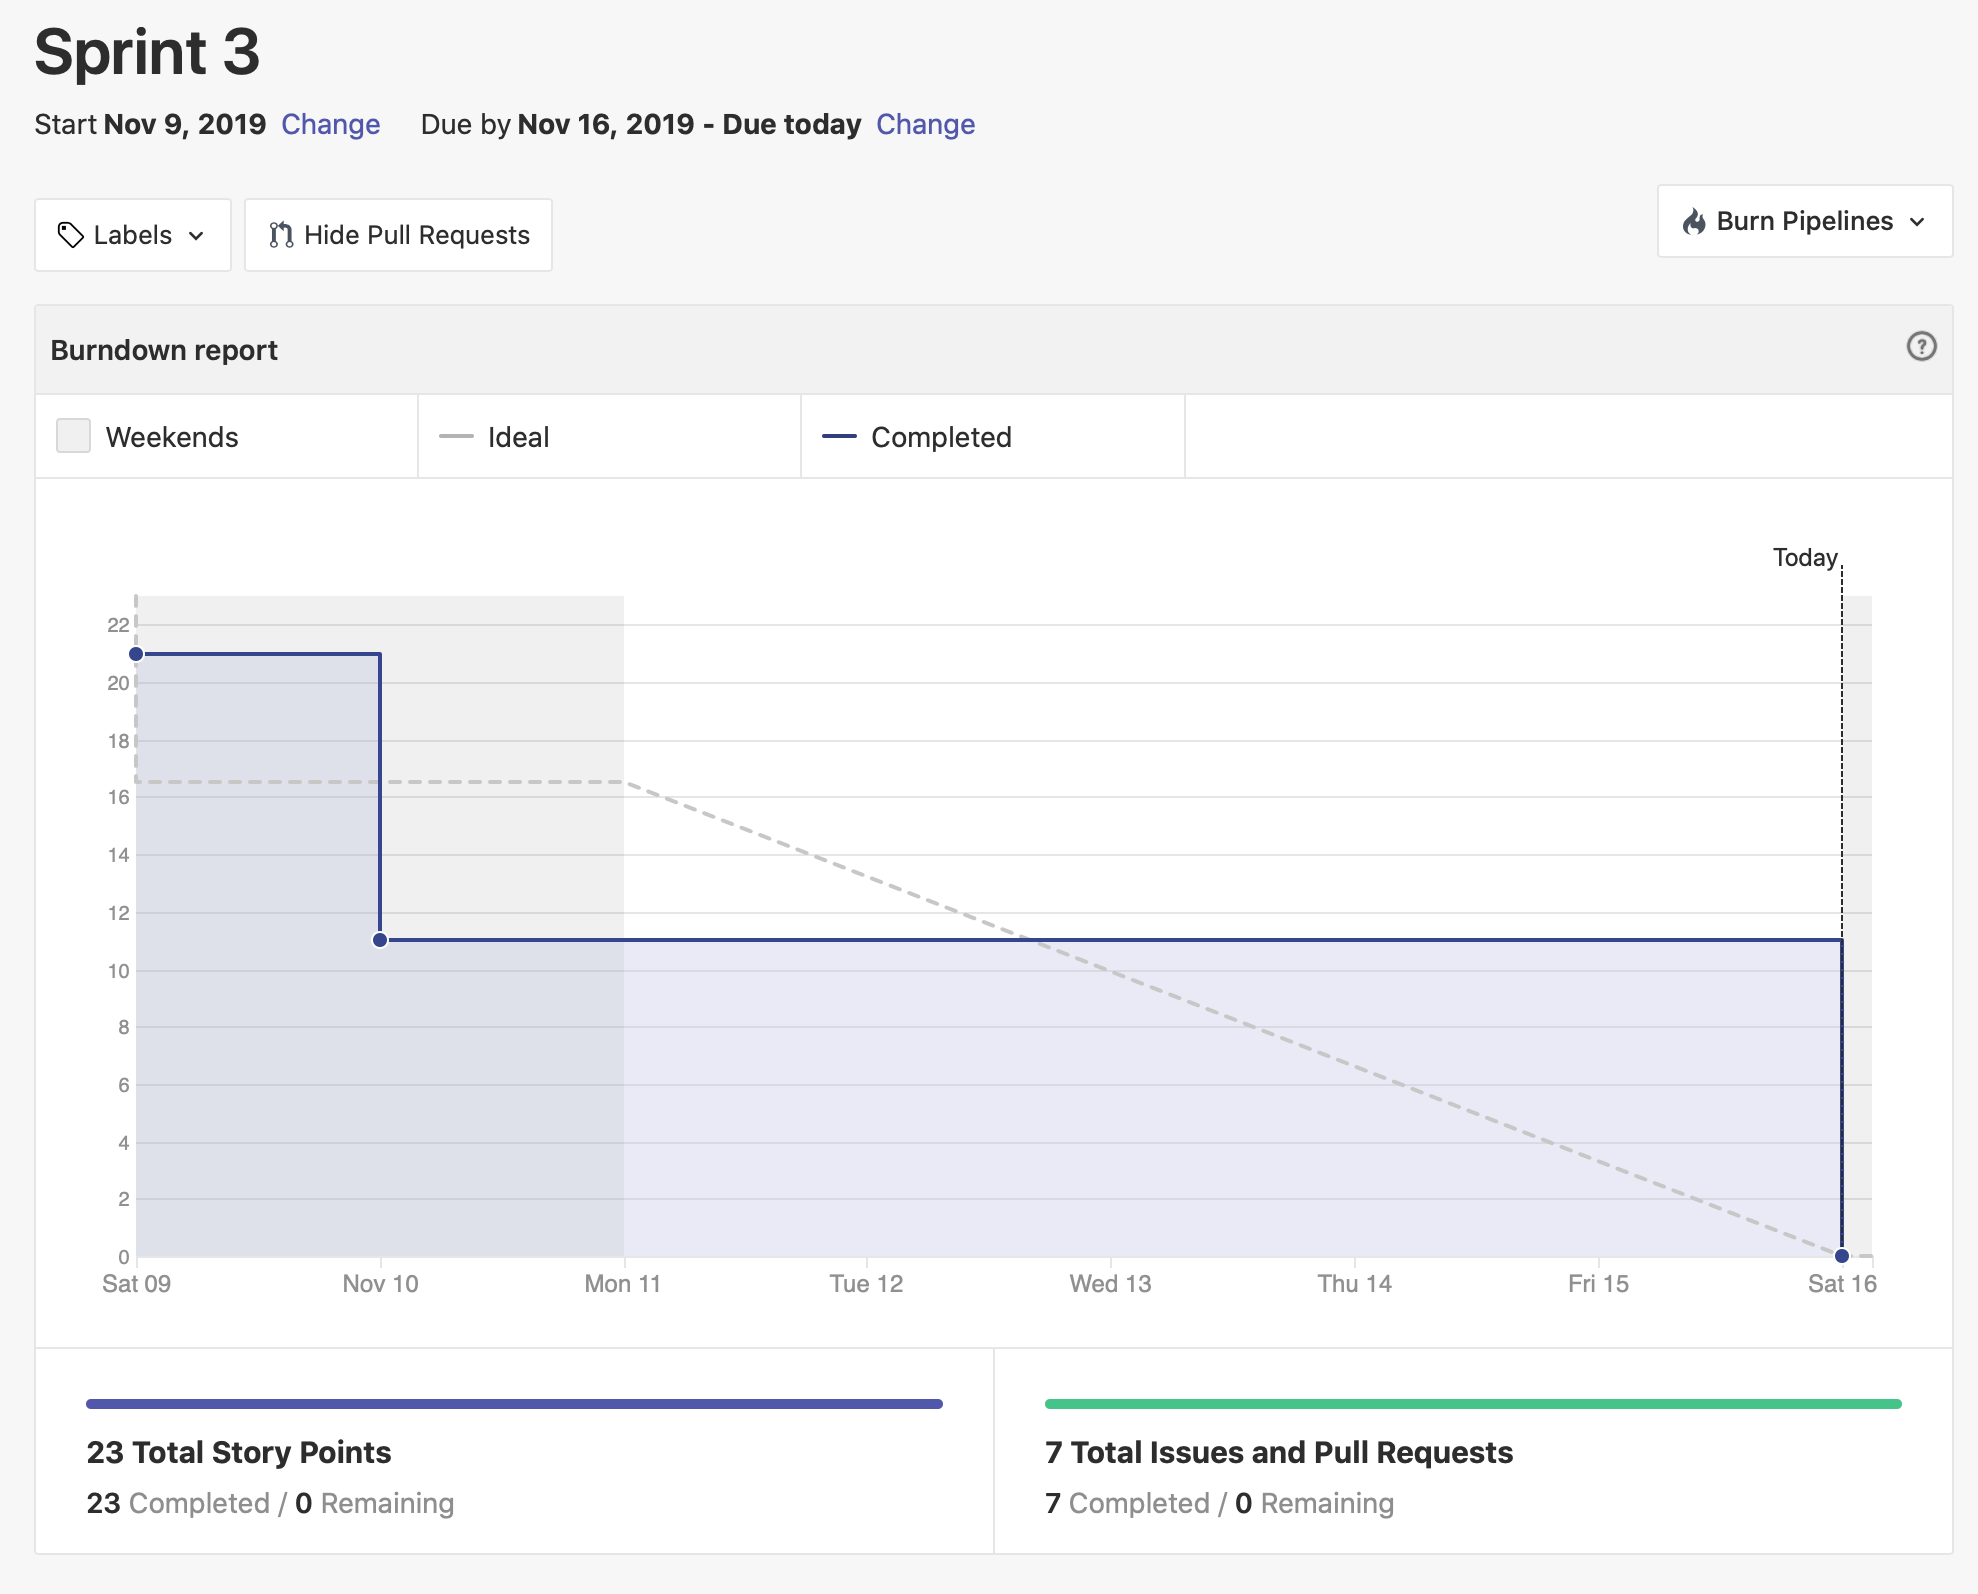 Sprint 3
Start Nov 9, 2019 Change Due by Nov 16, 2019 - Due today Change
Labels Hide Pull Requests Burn Pipelines
Burndown report ?
Weekends Ideal Completed
Today
22
20
18
16
14
12
10
8
6
4
2
0
Sat 09 Nov 10 Mon 11 Tue 12 Wed 13 Thu 14 Fri 15 Sat 16
23 Total Story Points
23 Completed / 0 Remaining
7 Total Issues and Pull Requests
7 Completed / 0 Remaining